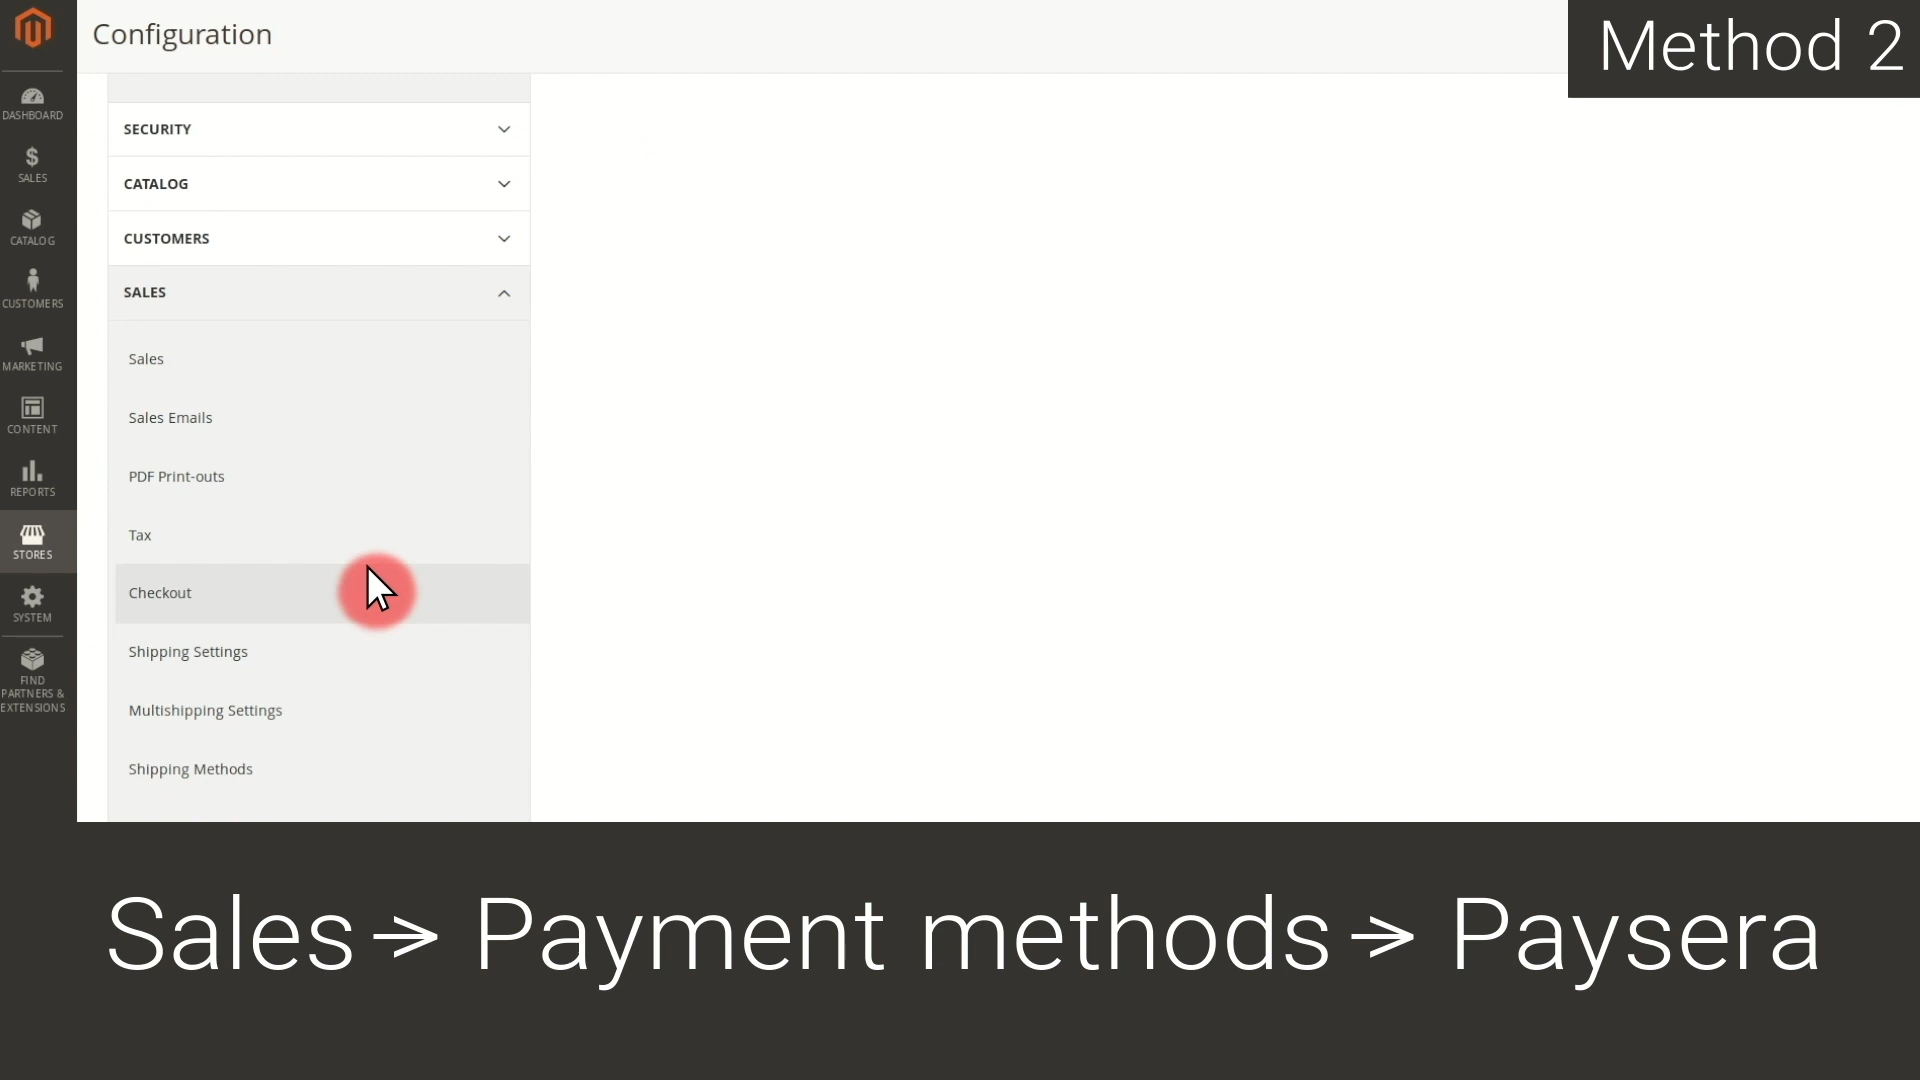 Configuration
Method 2
DASHBOARD
SALES
CATALOG
CUSTOMERS
MARKETING
CONTENT
REPORTS
STORES
SYSTEM
FIND
PARTNERS &
EXTENSIONS
SECURITY
CATALOG
CUSTOMERS
SALES
Sales
Sales Emails
PDF Print-outs
Tax
Checkout
Shipping Settings
Multishipping Settings
Shipping Methods
Sales -> Payment methods -> Paysera